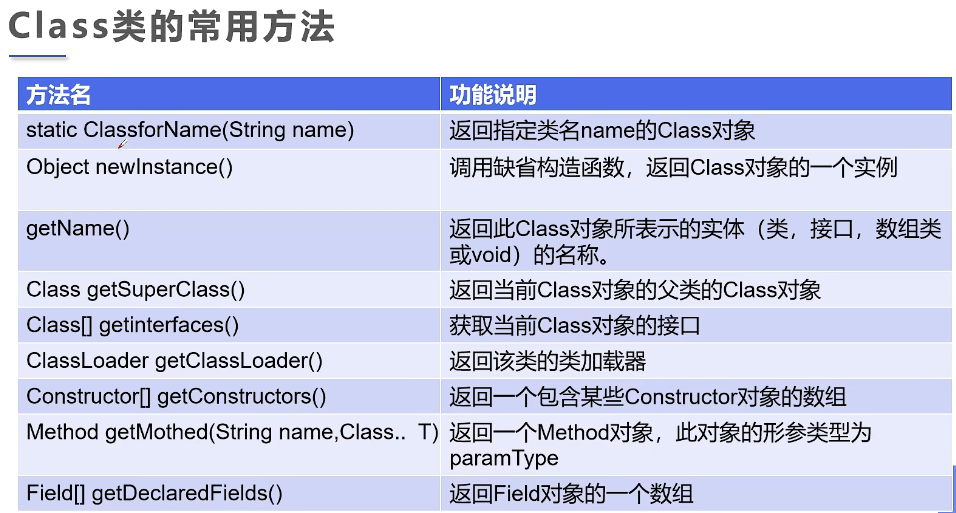 Class类的常用方法
方法名
功能说明
static ClassforName(String name)
返回指定类名name的Class对象
Object newInstance()
调用缺省构造函数，返回Class对象的一个实例
getName()
返回此Class对象所表示的实体（类，接口，数组类
或void）的名称。
Class getSuperClass()
返回当前Class对象的父类的Class对象
Class[] getinterfaces()
获取当前Class对象的接口
ClassLoader getClassLoader()
返回该类的类加载器
Constructor[] getConstructors()
返回一个包含某些Constructor对象的数组
Method getMothed(String name,Class.. T)
返回一个Method对象，此对象的形参类型为
paramType
Field[] getDeclaredFields()
返回Field对象的一个数组